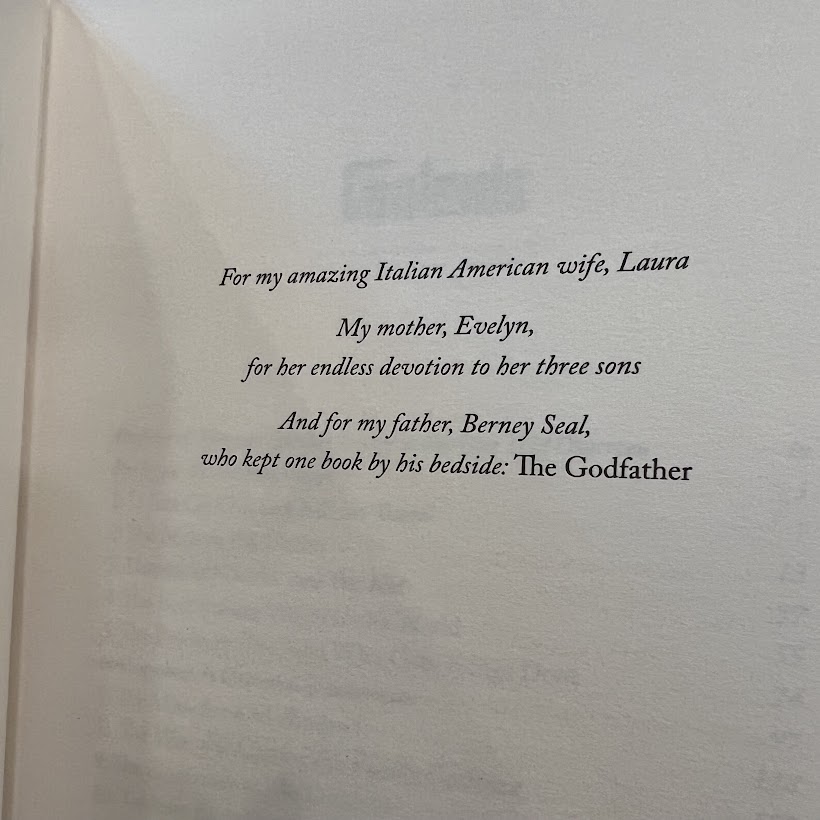 For my amazing Italian American wife, Laura
My mother, Evelyn,
for her endless devotion to her three sons
And for my father, Berney Seal,
who kept one book by his bedside: The Godfather